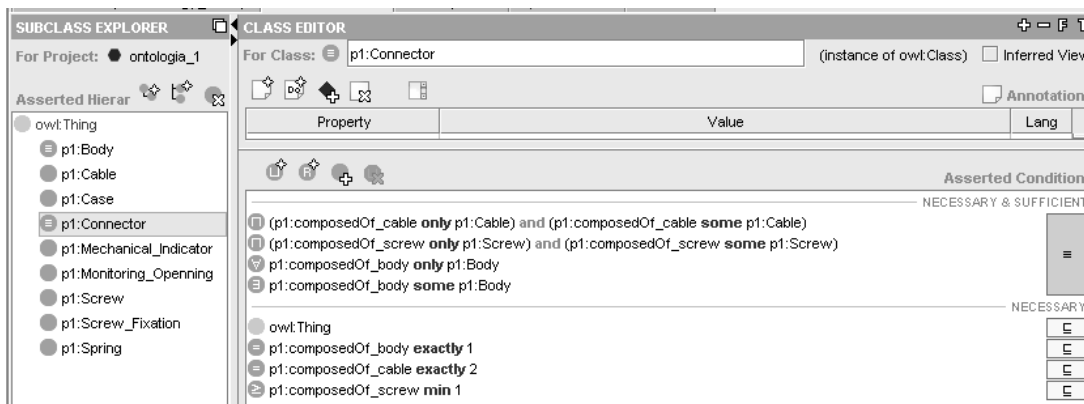 SUBCLASS EXPLORER
For Project: ontologia_1
Asserted Hierar
owl:Thing
p1:Body
p1:Cable
p1:Case
p1:Connector
p1:Mechanical_Indicator
p1:Monitoring_Openning
p1:Screw
p1:Screw_Fixation
p1:Spring
CLASS EDITOR
For Class: p1:Connector (instance of owl:Class) Inferred View
Annotation
Property Value Lang
Asserted Condition
NECESSARY & SUFFICIENT
(p1:composedOf_cable only p1:Cable) and (p1:composedOf_cable some p1:Cable)
(p1:composedOf_screw only p1:Screw) and (p1:composedOf_screw some p1:Screw)
∀ p1:composedOf_body only p1:Body
∃ p1:composedOf_body some p1:Body
≡
NECESSARY
owl:Thing ⊑
= p1:composedOf_body exactly 1 ⊑
= p1:composedOf_cable exactly 2 ⊑
≥ p1:composedOf_screw min 1 ⊑